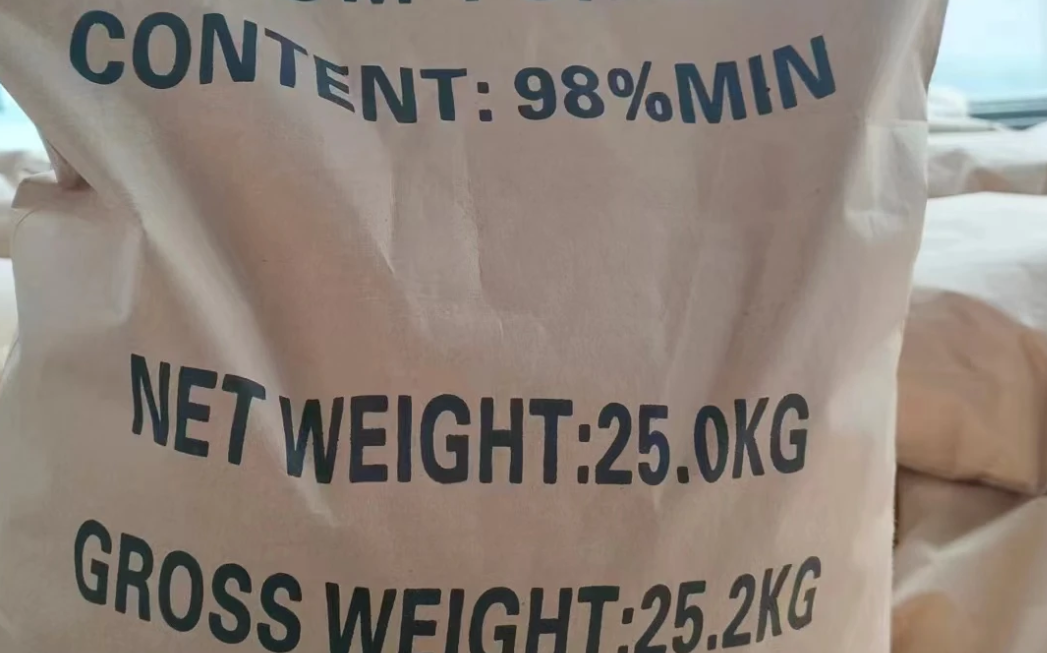 CONTENT: 98%MIN
NET WEIGHT:25.0KG
GROSS WEIGHT:25.2KG